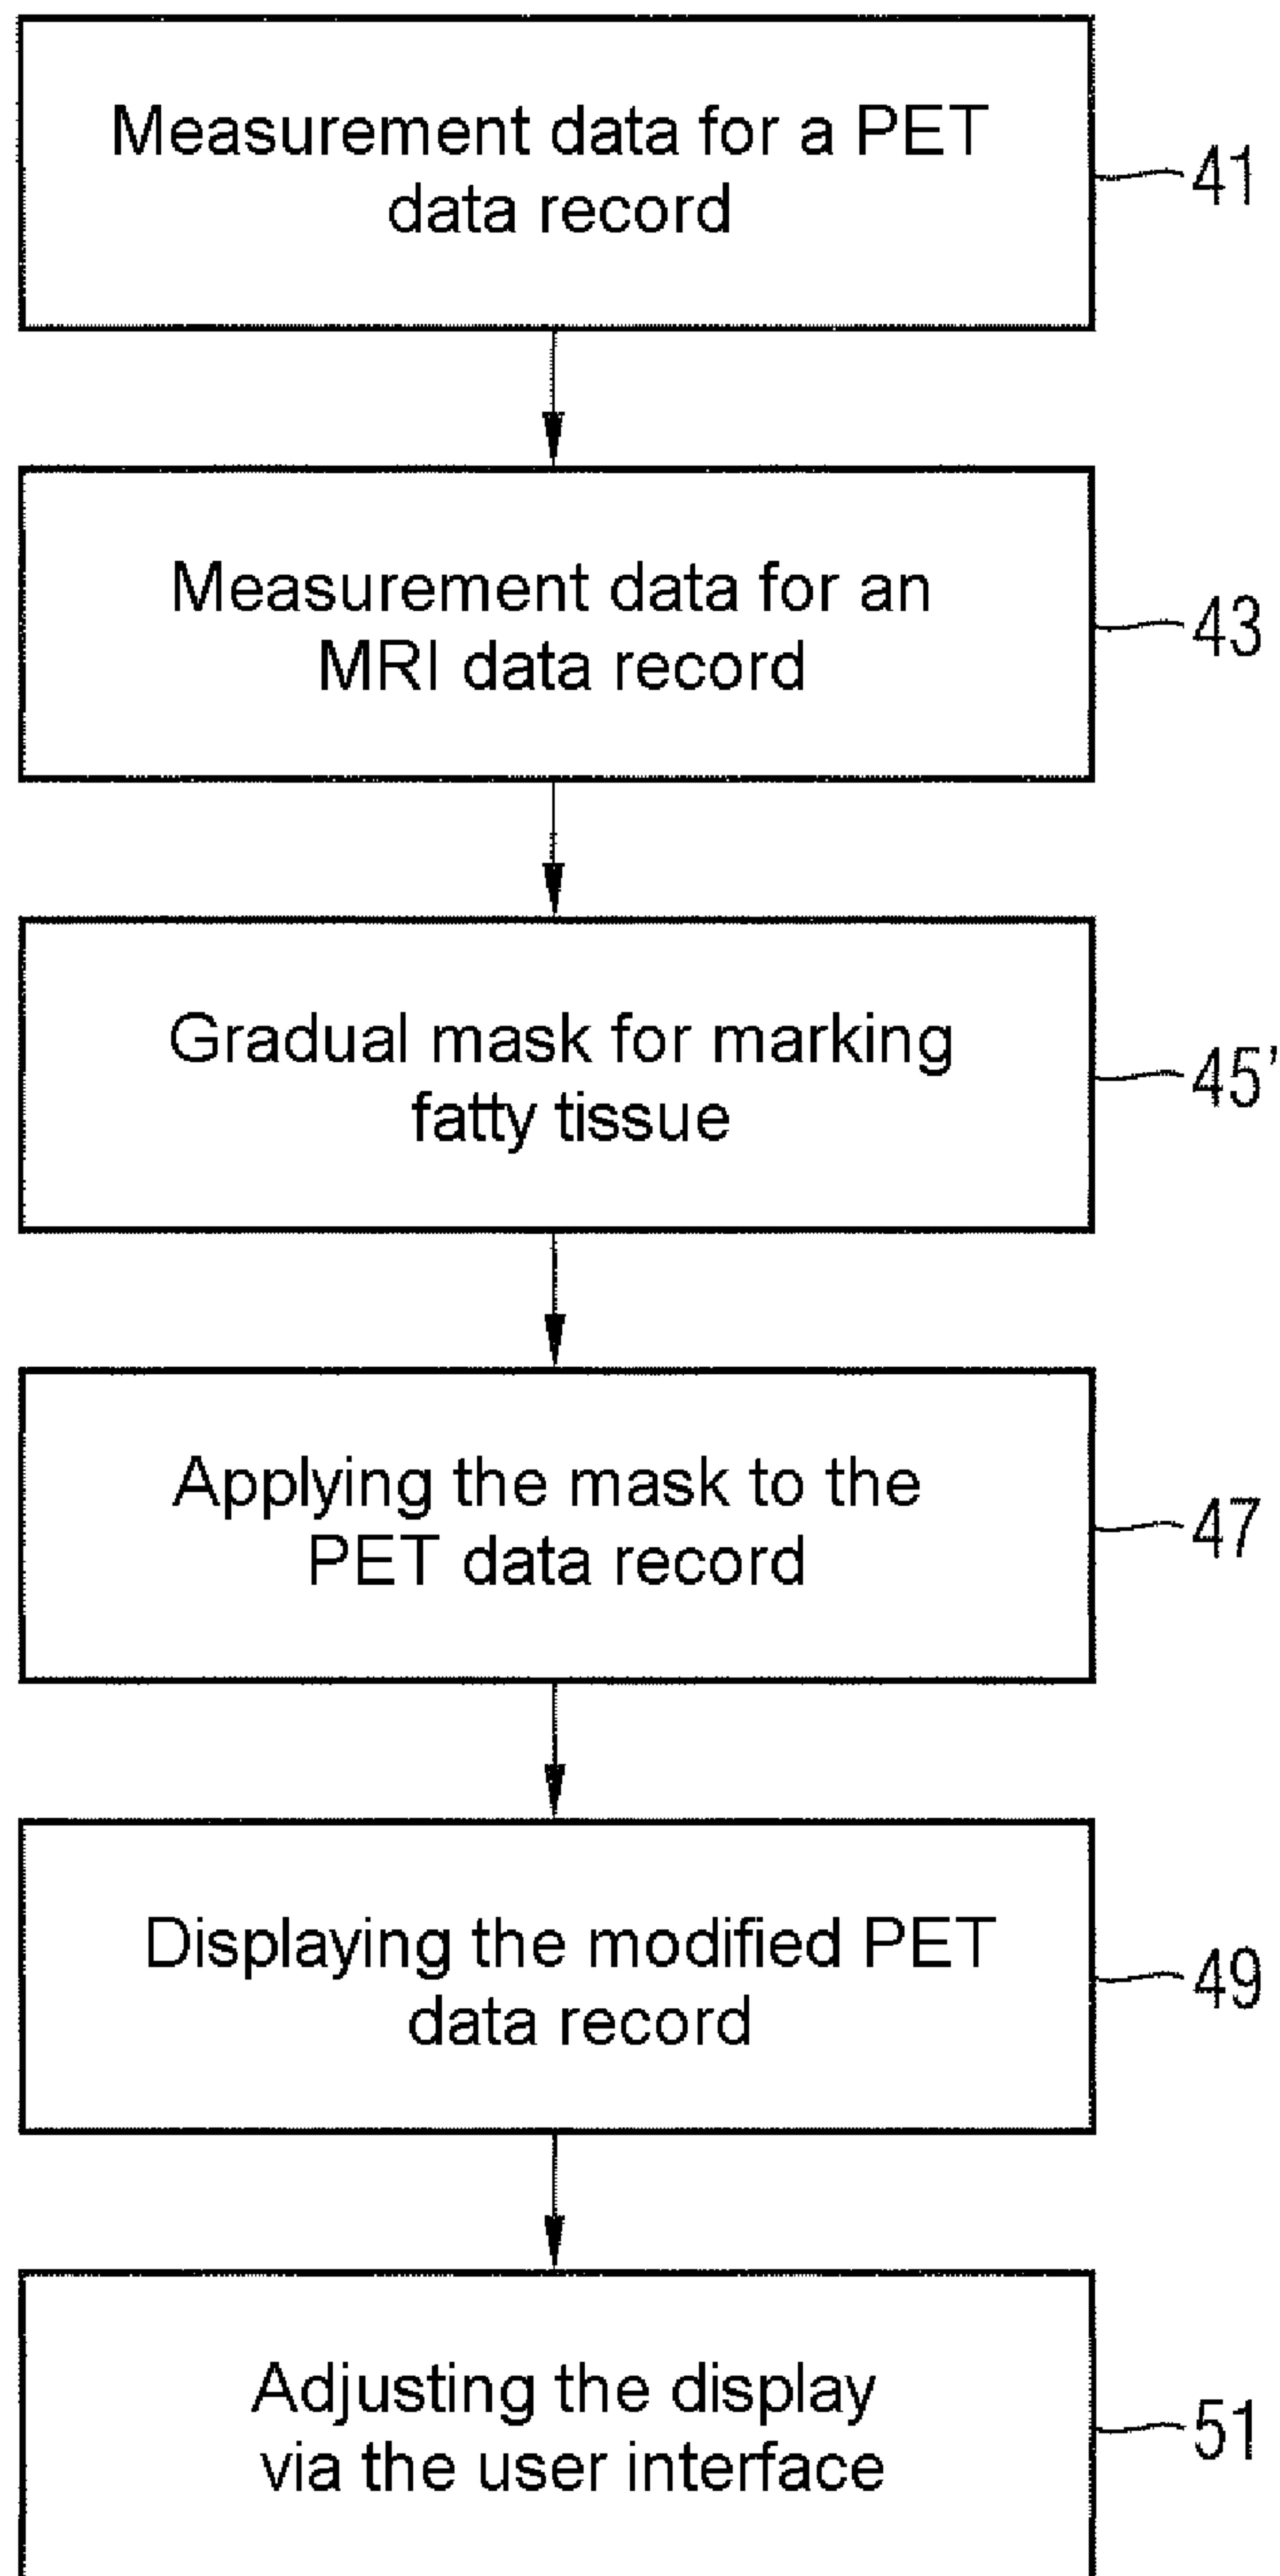 Measurement data for a PET
data record
41
Measurement data for an
MRI data record
43
Gradual mask for marking
fatty tissue
45’
Applying the mask to the
PET data record
47
Displaying the modified PET
data record
49
Adjusting the display
via the user interface
51